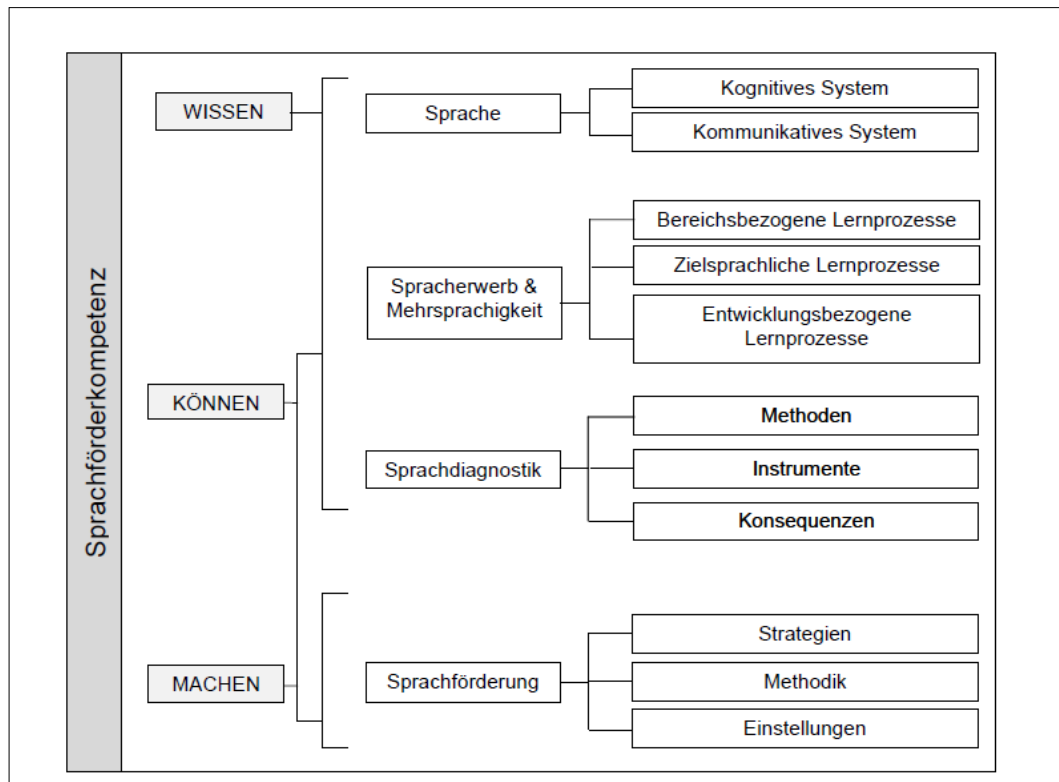 Sprachförderkompetenz
WISSEN
Sprache
Kognitives System
Kommunikatives System
KÖNNEN
Spracherwerb &
Mehrsprachigkeit
Bereichsbezogene Lernprozesse
Zielsprachliche Lernprozesse
Entwicklungsbezogene
Lernprozesse
Sprachdiagnostik
Methoden
Instrumente
Konsequenzen
MACHEN
Sprachförderung
Strategien
Methodik
Einstellungen